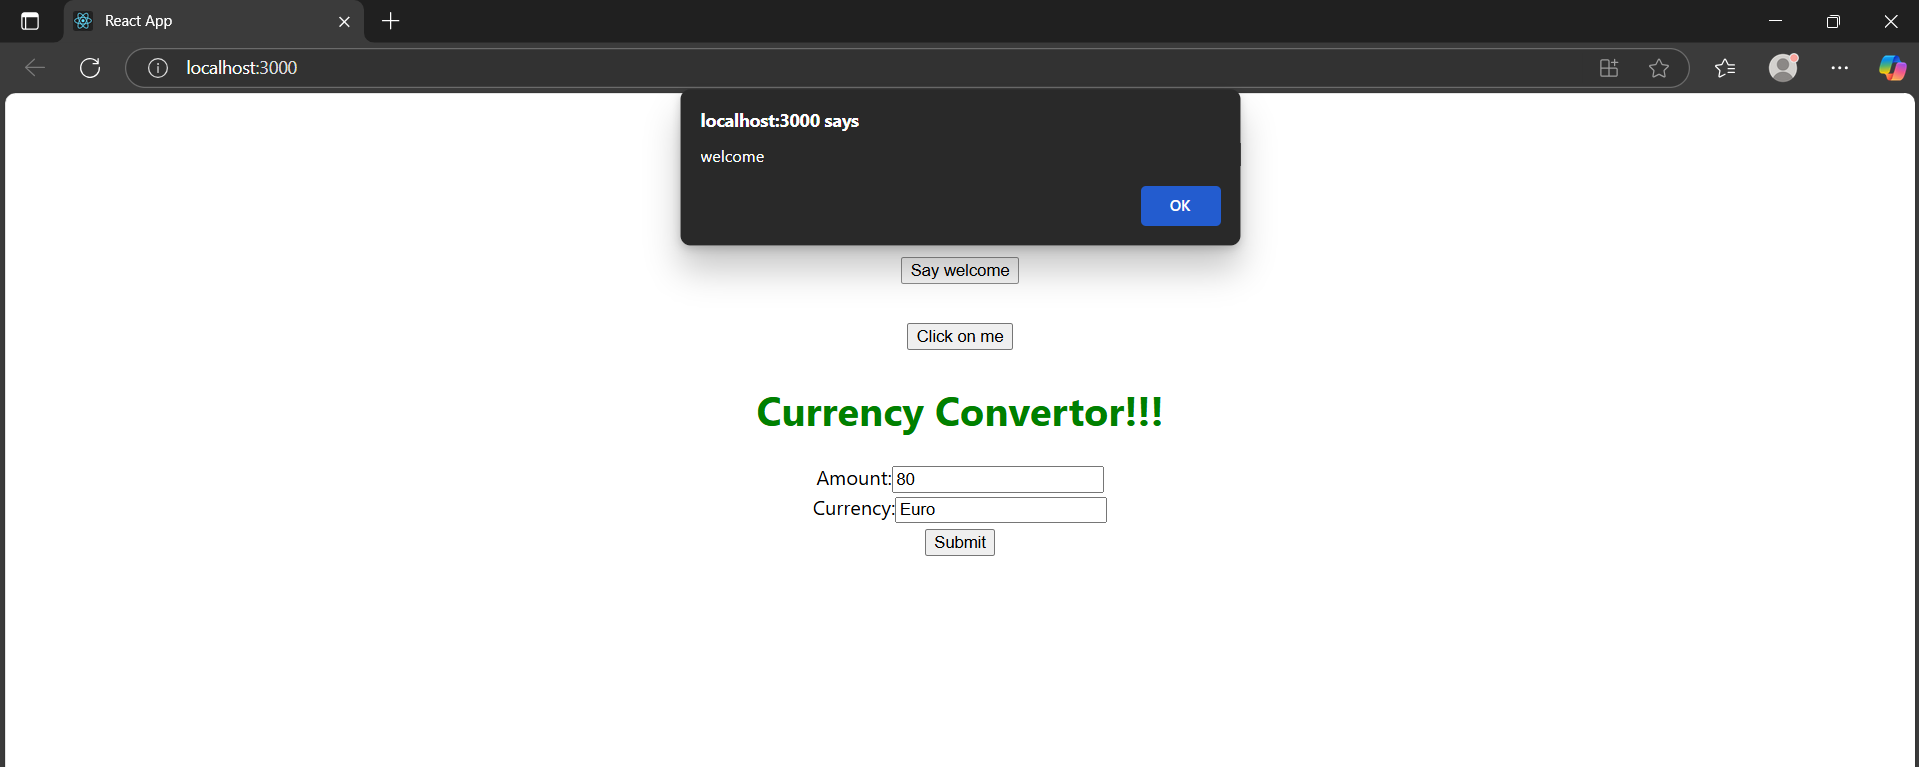 React App
localhost:3000
localhost:3000 says
welcome
OK
Say welcome
Click on me
Currency Convertor!!!
Amount: 80
Currency: Euro
Submit